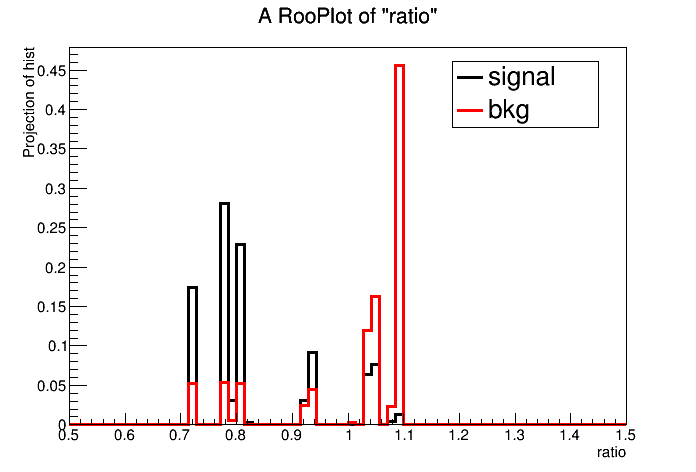 A RooPlot of "ratio"
Projection of hist
0.45
0.4
0.35
0.3
0.25
0.2
0.15
0.1
0.05
0
signal
bkg
0.5 0.6 0.7 0.8 0.9 1 1.1 1.2 1.3 1.4 1.5
ratio